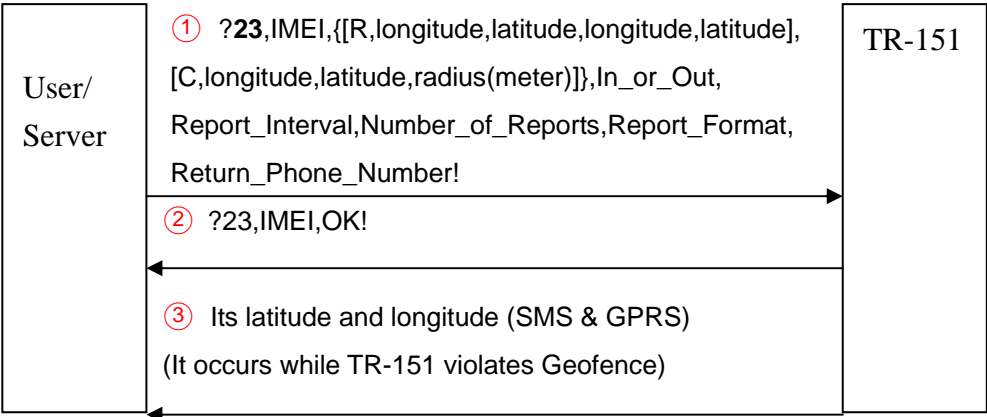 ① ?23,IMEI,{[R,longitude,latitude,longitude,latitude],
[C,longitude,latitude,radius(meter)]},In_or_Out,
Report_Interval,Number_of_Reports,Report_Format,
Return_Phone_Number!
User/
Server
TR-151
② ?23,IMEI,OK!
③ Its latitude and longitude (SMS & GPRS)
(It occurs while TR-151 violates Geofence)